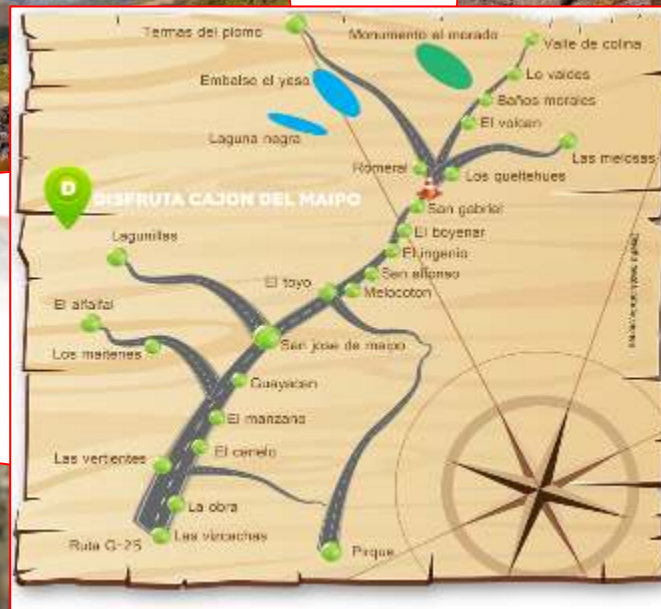 Termas del plomo
Monumento el morado
Valle de colina
Lo valdes
Embalse el yeso
Baños morales
El volcan
Laguna negra
Las melosas
Romeral
Los queltehues
D
DISFRUTA CAJON DEL MAIPO
San gabriel
Lagunillas
El boyenar
El ingenio
San alfonso
El toyo
Melocoton
El alfalfal
Los maitenes
San jose de maipo
Guayacan
El manzano
El canelo
Las vertientes
La obra
Ruta G-25
Las vizcachas
Pirque